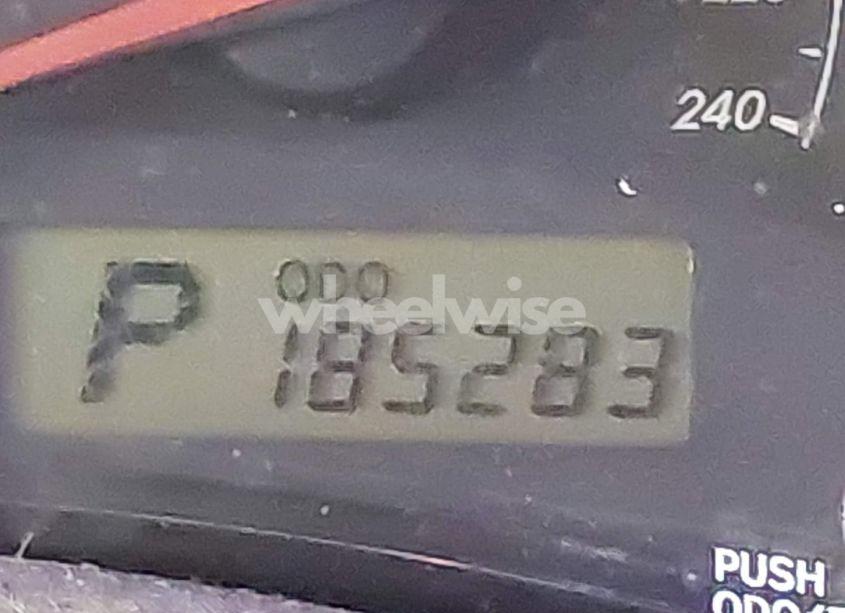 240
P
ODO
wheelwise
185283
PUSH